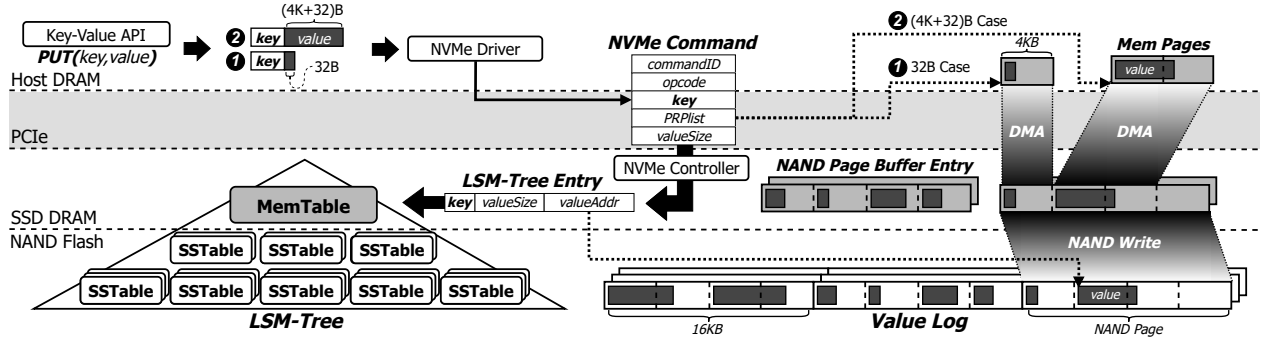 (4K+32)B
Key-Value API
PUT(key,value)
2 key value
1 key
32B
NVMe Driver
NVMe Command
commandID
opcode
key
PRPlist
valueSize
2 (4K+32)B Case
1 32B Case
4KB
Mem Pages
value
Host DRAM
PCIe
DMA
DMA
NVMe Controller
NAND Page Buffer Entry
LSM-Tree Entry
key valueSize valueAddr
MemTable
SSD DRAM
NAND Flash
NAND Write
SSTable SSTable SSTable
SSTable SSTable SSTable SSTable SSTable
value
LSM-Tree
16KB
Value Log
NAND Page